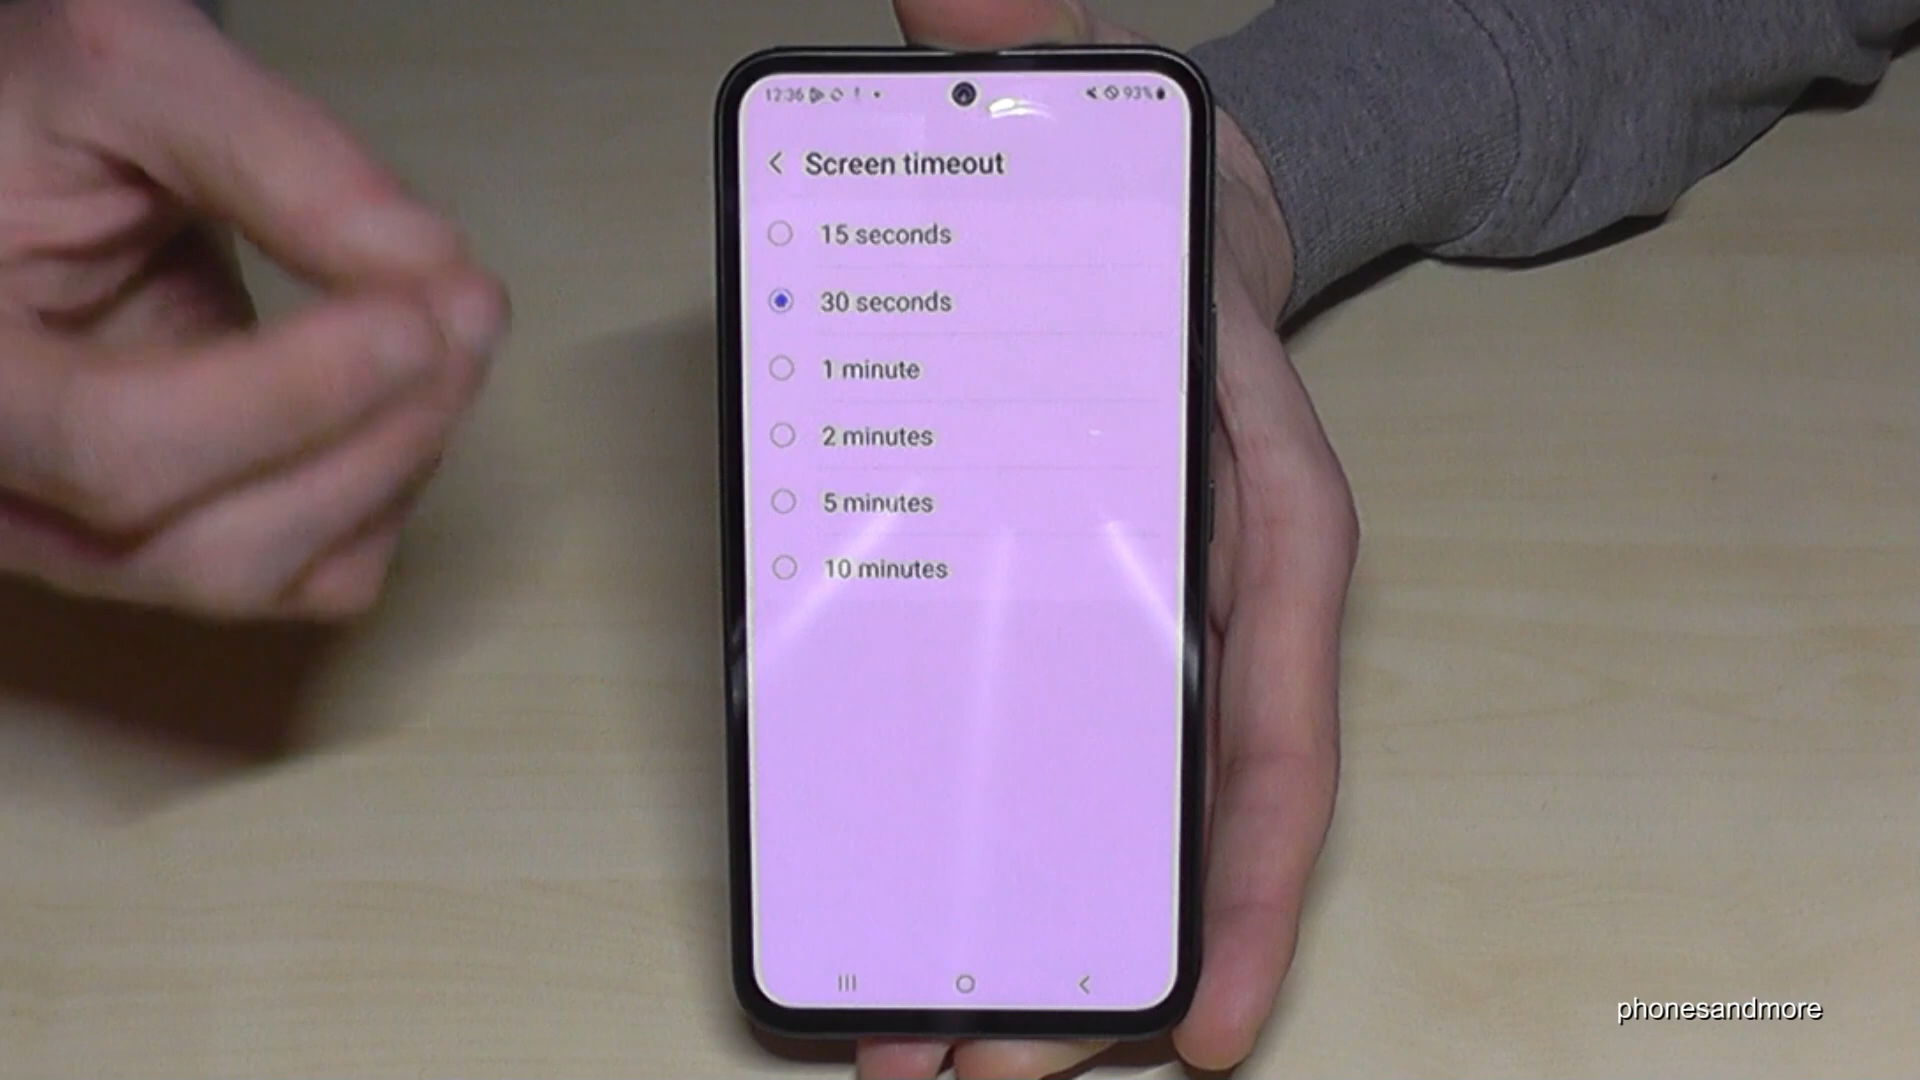 12:36 93%
Screen timeout
15 seconds
30 seconds
1 minute
2 minutes
5 minutes
10 minutes
phonesandmore